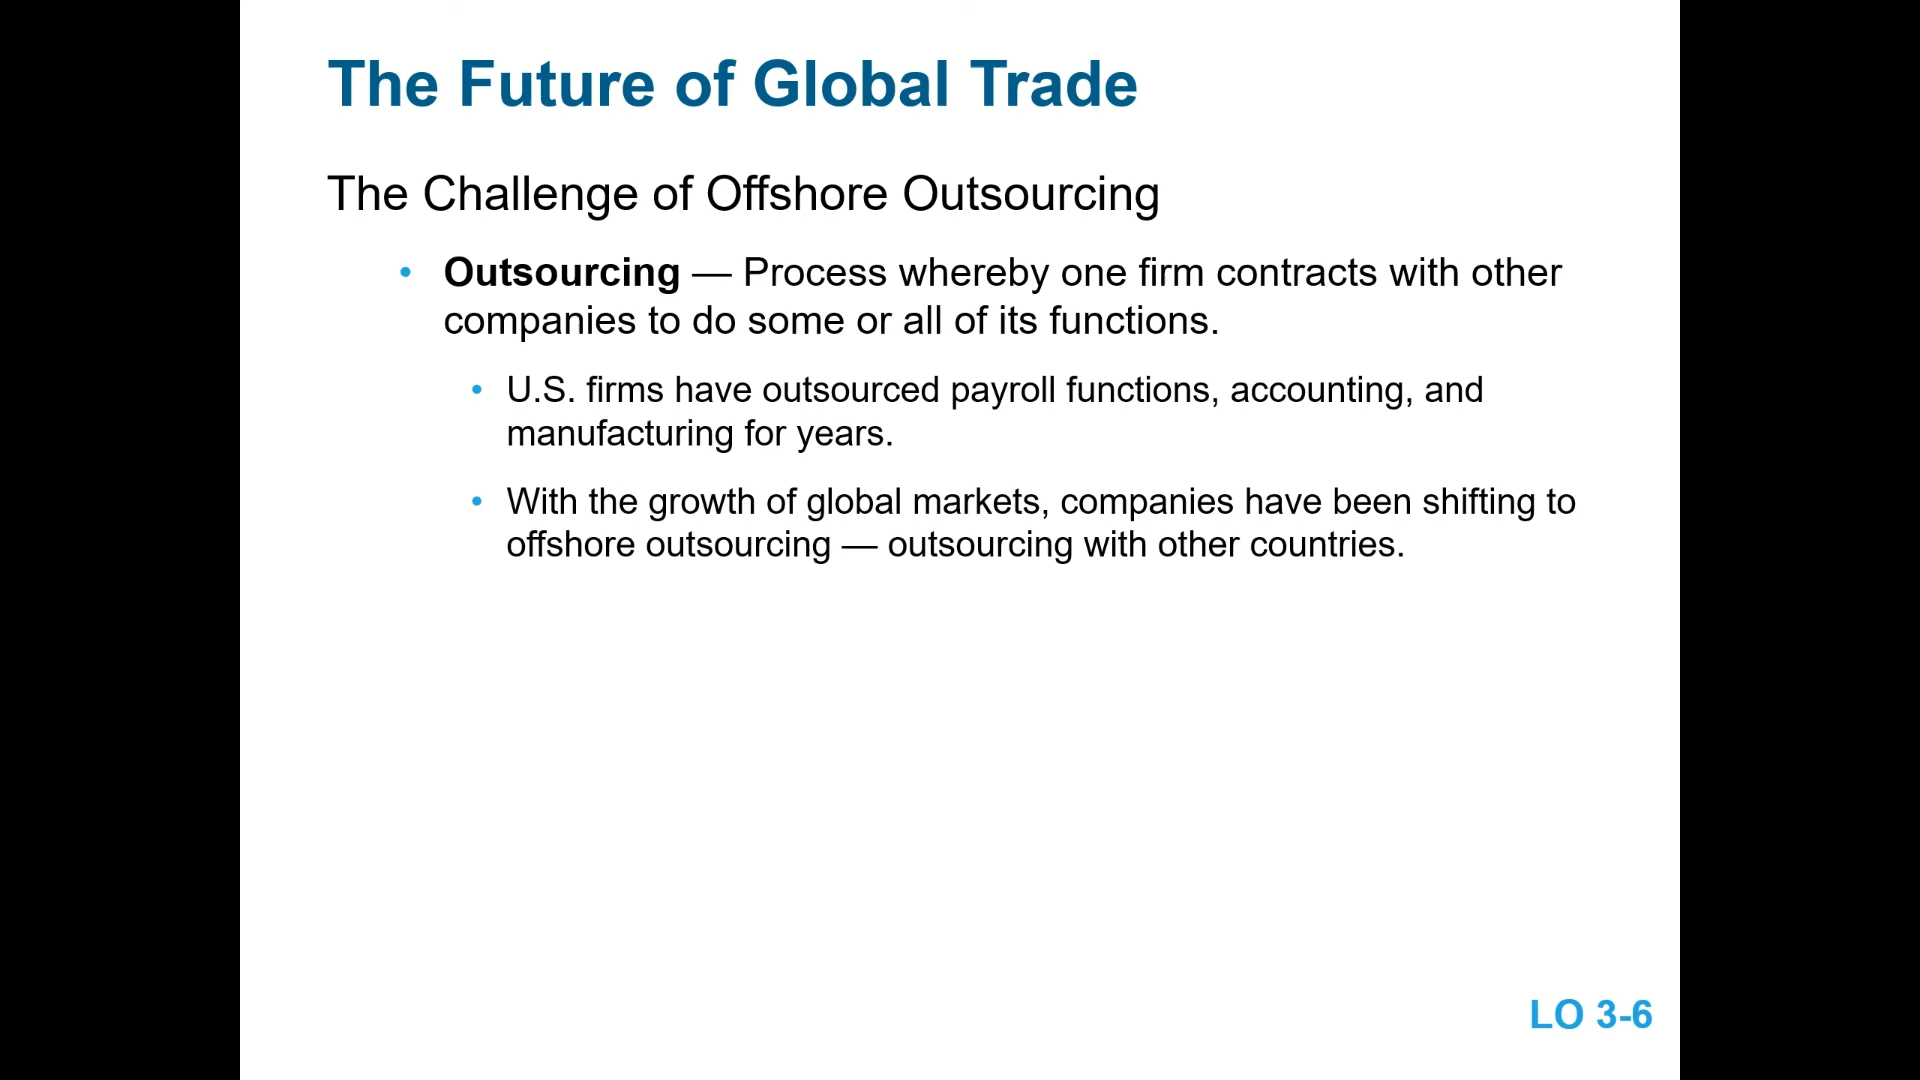 The Future of Global Trade
The Challenge of Offshore Outsourcing
• Outsourcing — Process whereby one firm contracts with other
companies to do some or all of its functions.
• U.S. firms have outsourced payroll functions, accounting, and
manufacturing for years.
• With the growth of global markets, companies have been shifting to
offshore outsourcing — outsourcing with other countries.
LO 3-6